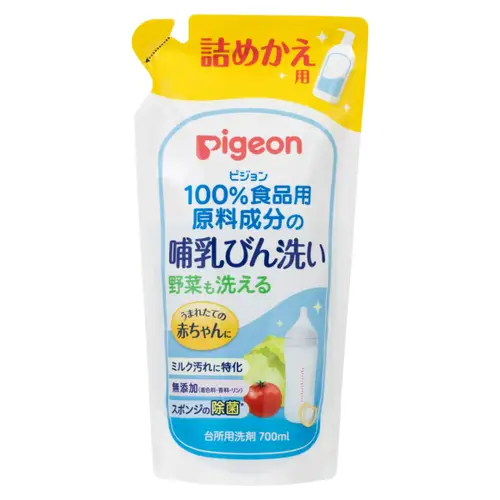 詰めかえ用
Pigeon
ピジョン
100%食品用
原料成分の
哺乳びん洗い
野菜も洗える
うまれたての
赤ちゃんに
ミルク汚れに特化
無添加(着色料・香料・リン)
スポンジの除菌*
台所用洗剤 700ml